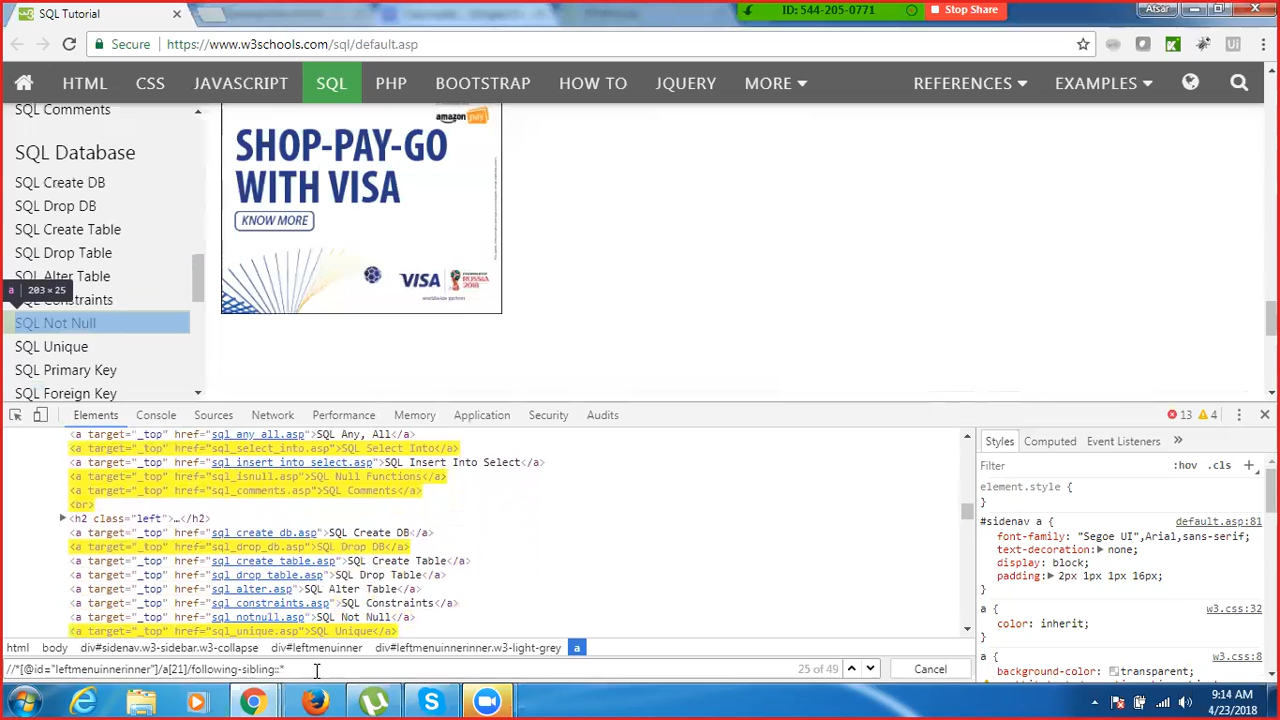 SQL Tutorial
ID: 544-205-0771
Stop Share
Atsar
Secure
https://www.w3schools.com/sql/default.asp
HTML CSS JAVASCRIPT SQL PHP BOOTSTRAP HOW TO JQUERY MORE REFERENCES EXAMPLES
SQL Comments
SQL Database
SQL Create DB
SQL Drop DB
SQL Create Table
SQL Drop Table
SQL Alter Table
a 203 × 25
Constraints
SQL Not Null
SQL Unique
SQL Primary Key
SQL Foreign Key
amazon pay
SHOP-PAY-GO
WITH VISA
KNOW MORE
VISA
RUSSIA
2018
worldwide partner
Elements Console Sources Network Performance Memory Application Security Audits
13 4
<a target="_top" href="sql_any_all.asp">SQL Any, All</a>
<a target="_top" href="sql_select_into.asp">SQL Select Into</a>
<a target="_top" href="sql_insert_into_select.asp">SQL Insert Into Select</a>
<a target="_top" href="sql_isnull.asp">SQL Null Functions</a>
<a target="_top" href="sql_comments.asp">SQL Comments</a>
<br>
<h2 class="left">…</h2>
<a target="_top" href="sql_create_db.asp">SQL Create DB</a>
<a target="_top" href="sql_drop_db.asp">SQL Drop DB</a>
<a target="_top" href="sql_create_table.asp">SQL Create Table</a>
<a target="_top" href="sql_drop_table.asp">SQL Drop Table</a>
<a target="_top" href="sql_alter.asp">SQL Alter Table</a>
<a target="_top" href="sql_constraints.asp">SQL Constraints</a>
<a target="_top" href="sql_notnull.asp">SQL Not Null</a>
<a target="_top" href="sql_unique.asp">SQL Unique</a>
html body div#sidenav.w3-sidebar.w3-collapse div#leftmenuinner div#leftmenuinnerinner.w3-light-grey a
//*[@id="leftmenuinnerinner"]/a[21]/following-sibling::*
25 of 49
Cancel
Styles Computed Event Listeners »
Filter :hov .cls +
element.style {
}
#sidenav a { default.asp:81
font-family: "Segoe UI",Arial,sans-serif;
text-decoration: none;
display: block;
padding: 2px 1px 1px 16px;
}
a { w3.css:32
color: inherit;
}
a { w3.css:8
background-color: transparent
9:14 AM
4/23/2018